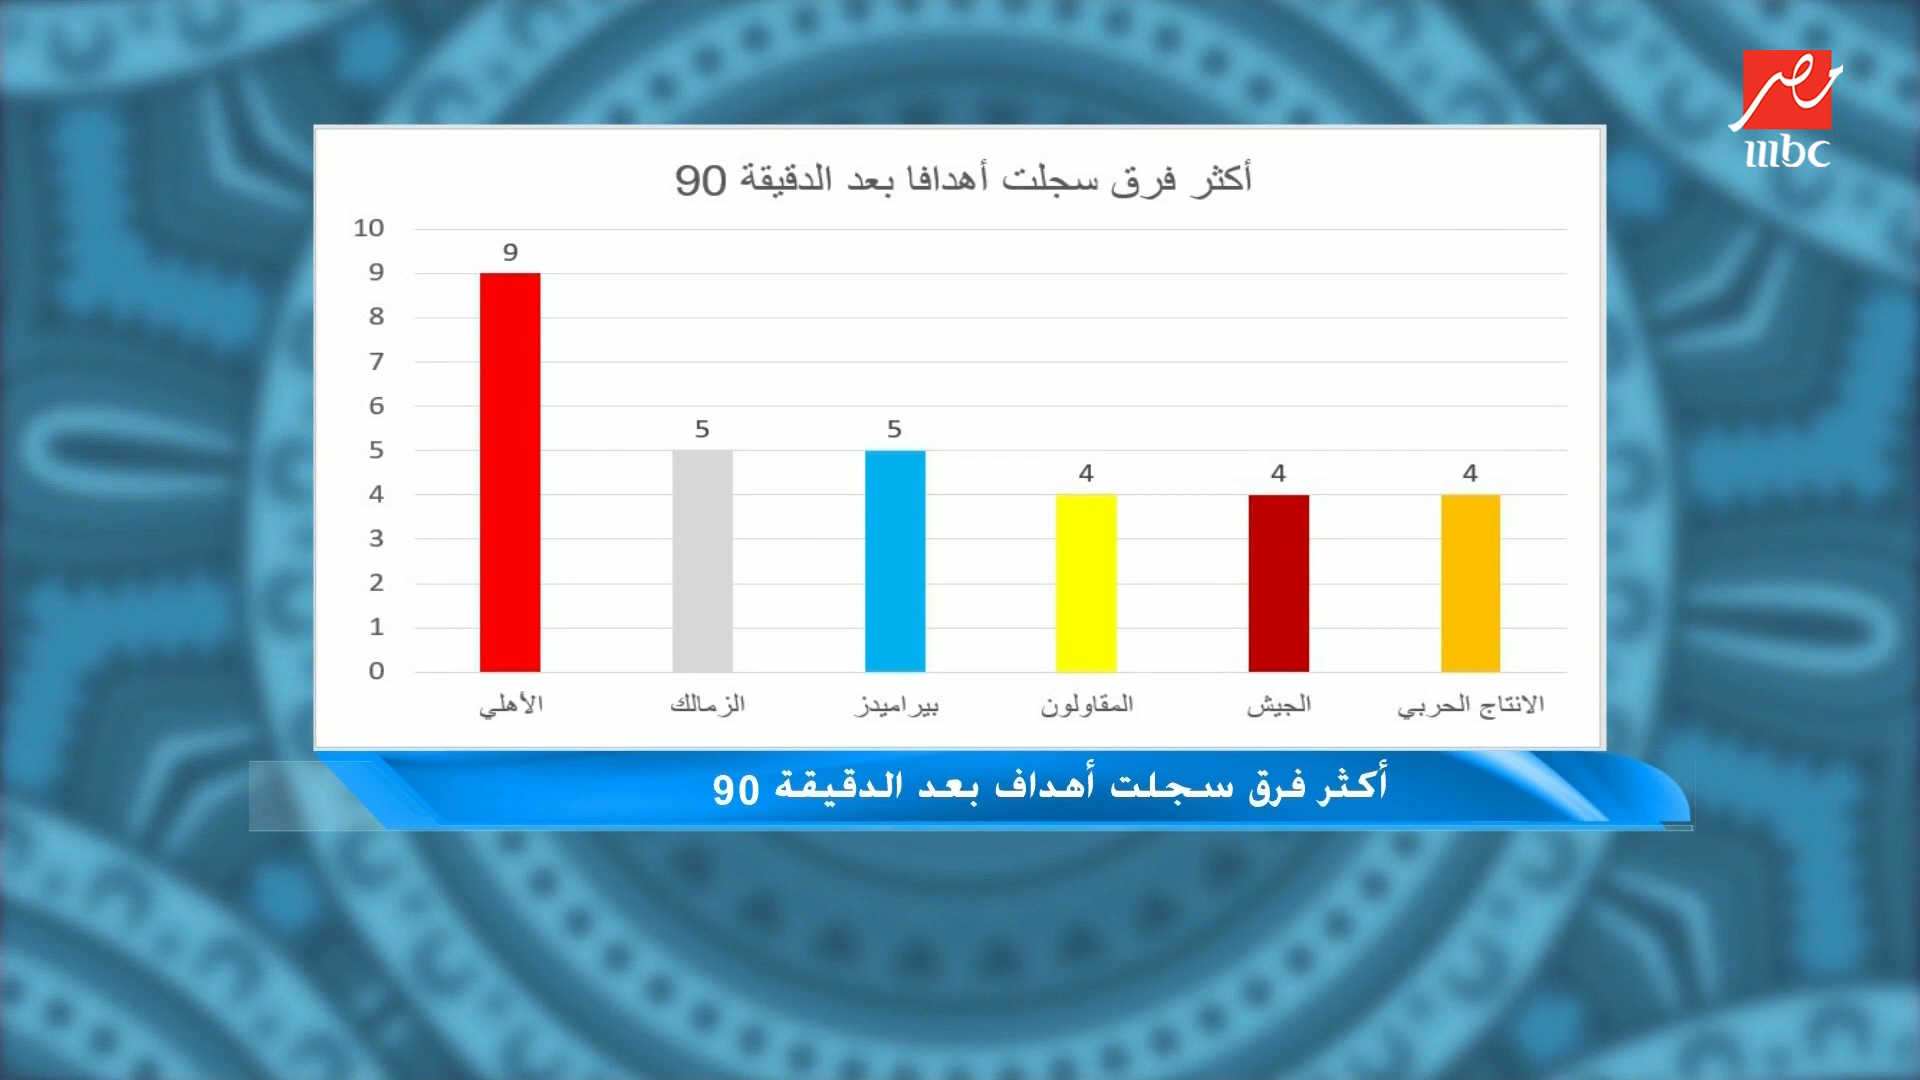 مصر
mbc
أكثر فرق سجلت أهدافا بعد الدقيقة 90
10
9
8
7
6
5
4
3
2
1
0
9
5
5
4
4
4
الأهلي
الزمالك
بيراميدز
المقاولون
الجيش
الانتاج الحربي
أكثر فرق سجلت أهداف بعد الدقيقة 90